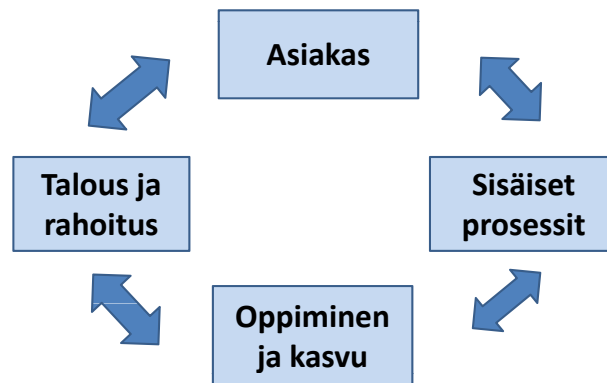 Asiakas
Talous ja
rahoitus
Sisäiset
prosessit
Oppiminen
ja kasvu